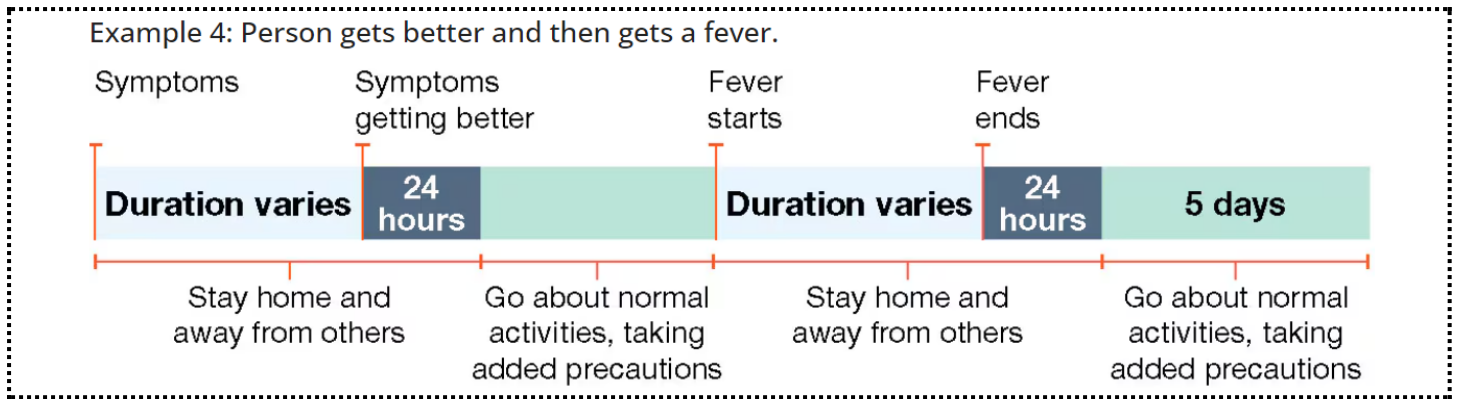 Example 4: Person gets better and then gets a fever.
Symptoms
Symptoms
getting better
Fever
starts
Fever
ends
Duration varies
24
hours
Duration varies
24
hours
5 days
Stay home and
away from others
Go about normal
activities, taking
added precautions
Stay home and
away from others
Go about normal
activities, taking
added precautions